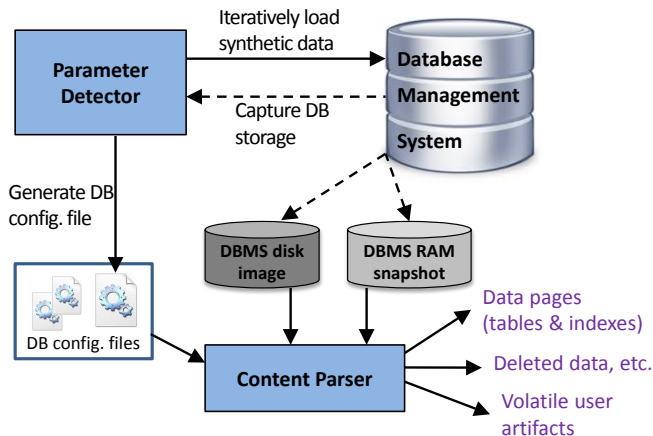 Iteratively load
synthetic data
Parameter
Detector
Database
Management
System
Capture DB
storage
Generate DB
config. file
DBMS disk
image
DBMS RAM
snapshot
DB config. files
Content Parser
Data pages
(tables & indexes)
Deleted data, etc.
Volatile user
artifacts